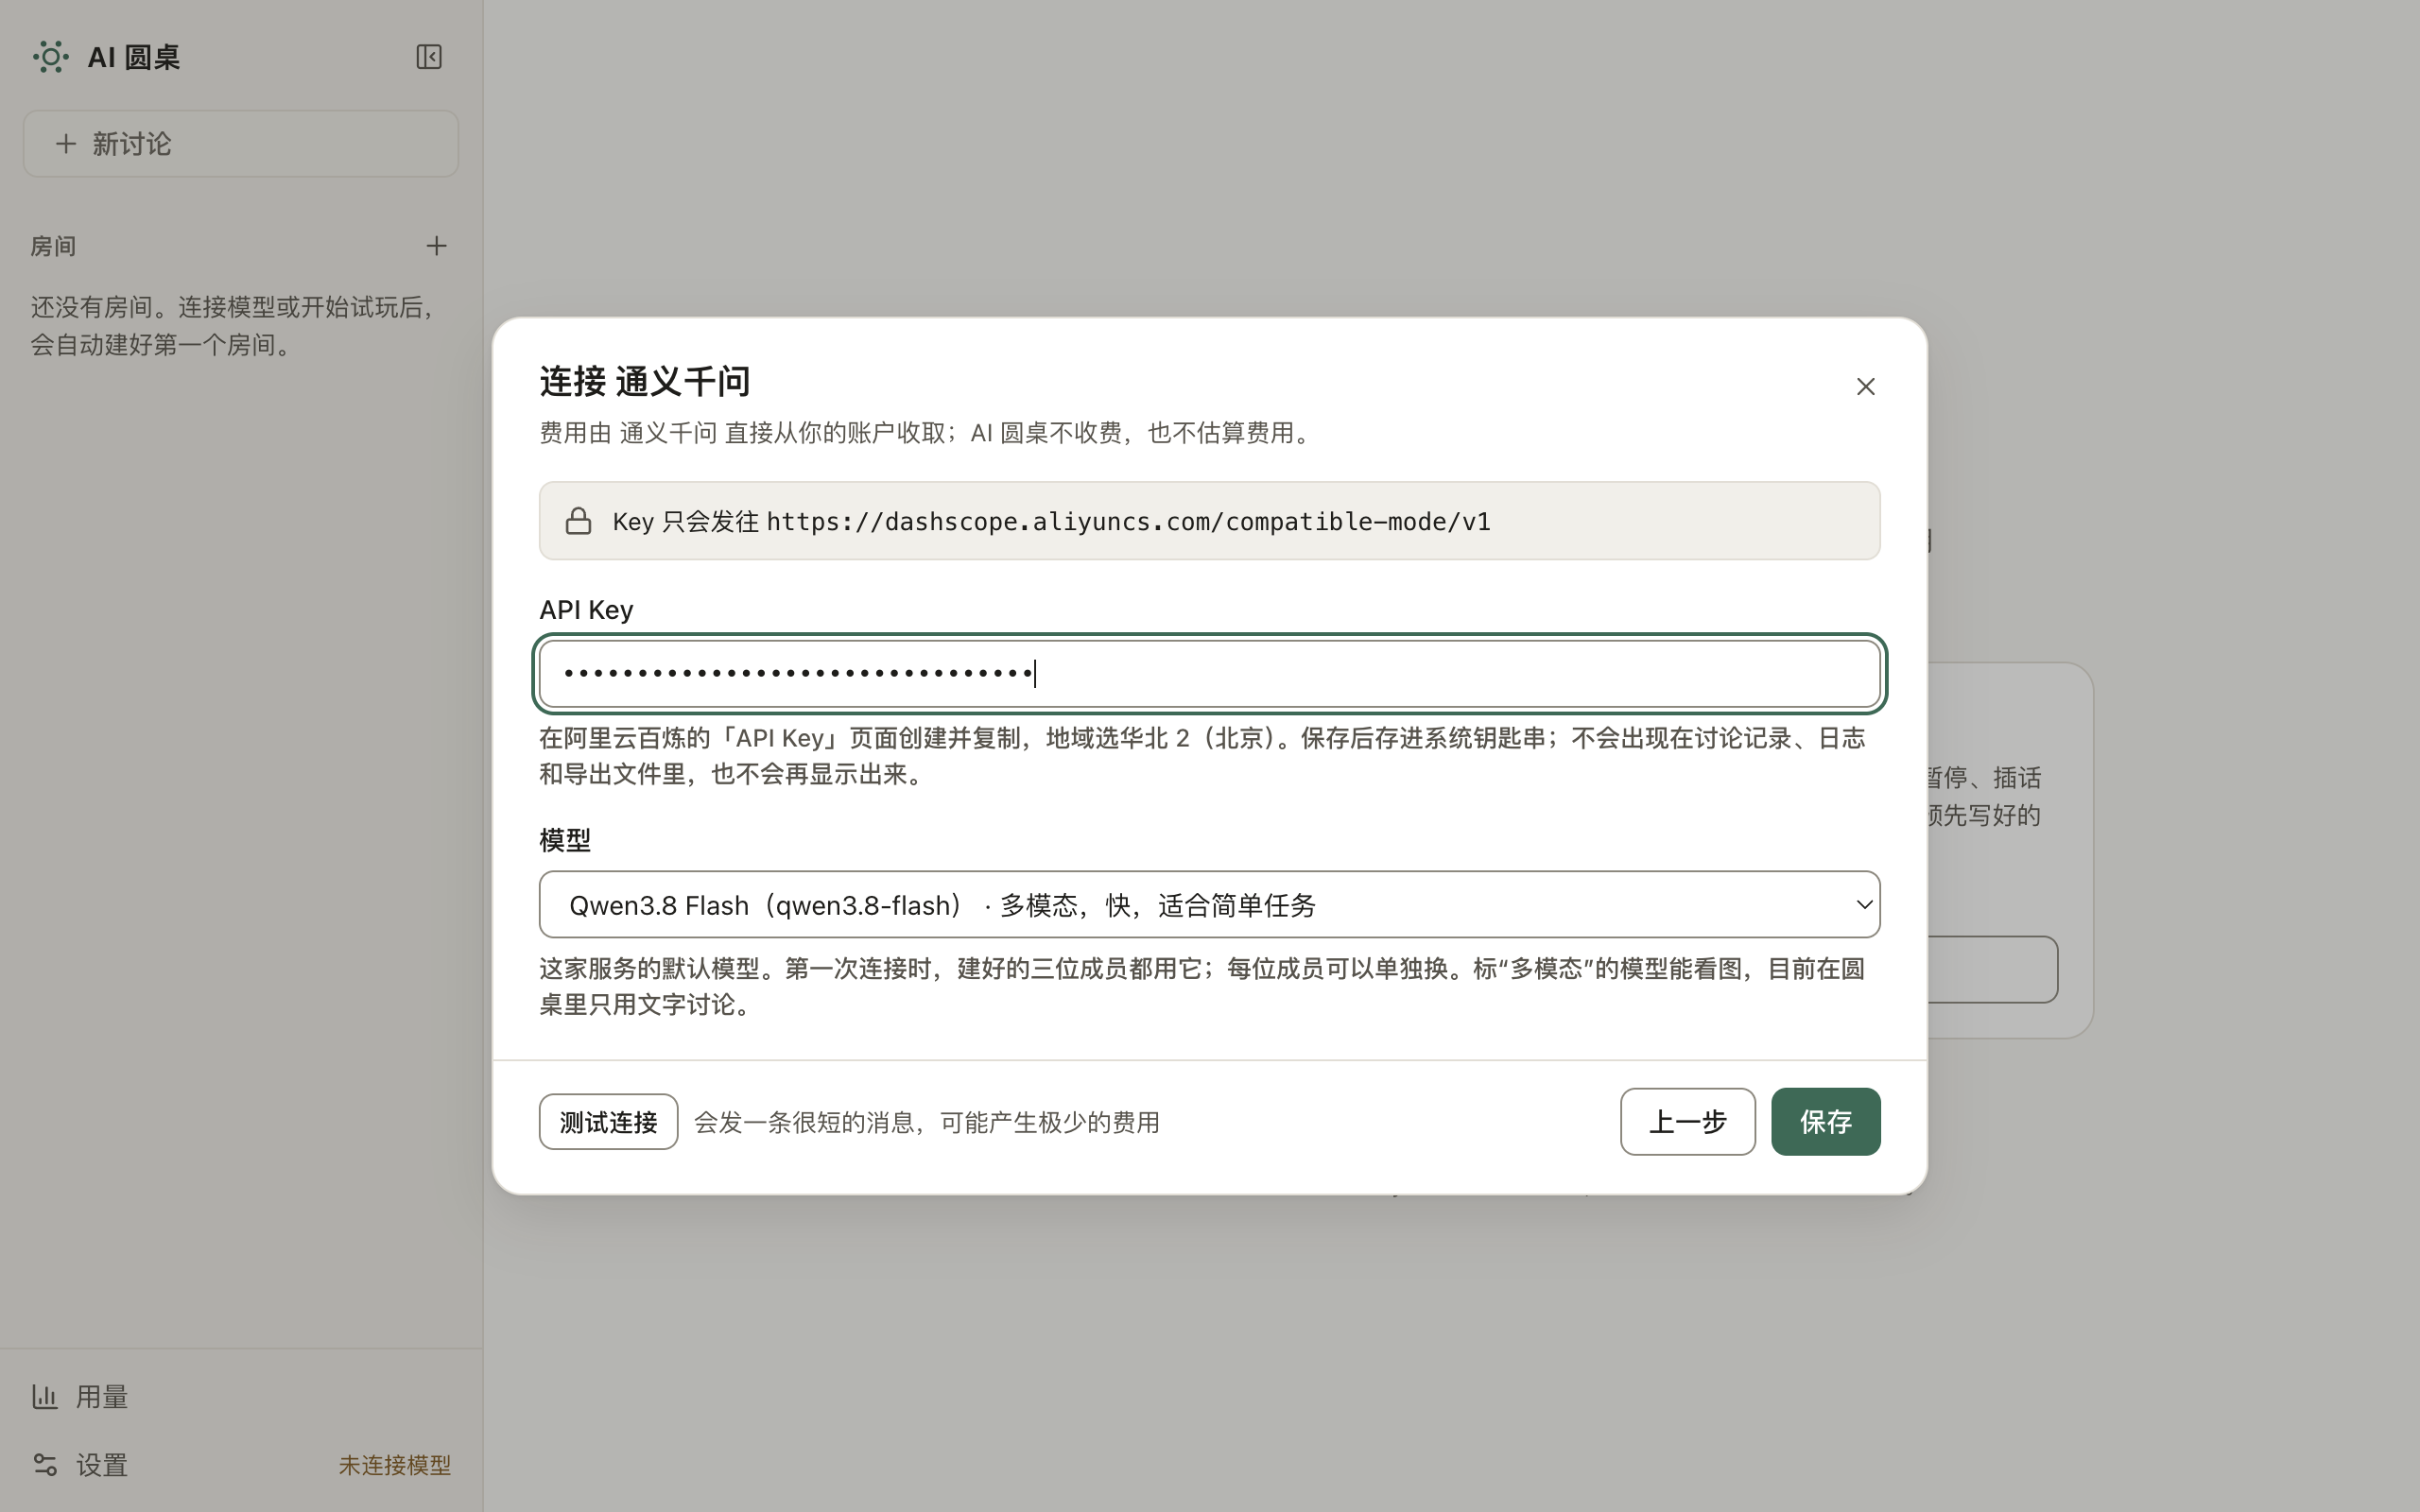 AI 圆桌
新讨论
房间
还没有房间。连接模型或开始试玩后，
会自动建好第一个房间。
连接 通义千问
费用由 通义千问 直接从你的账户收取；AI 圆桌不收费，也不估算费用。
Key 只会发往 https://dashscope.aliyuncs.com/compatible-mode/v1
API Key
••••••••••••••••••••••••••••••••
在阿里云百炼的「API Key」页面创建并复制，地域选华北 2（北京）。保存后存进系统钥匙串；不会出现在讨论记录、日志
和导出文件里，也不会再显示出来。
模型
Qwen3.8 Flash（qwen3.8-flash） · 多模态，快，适合简单任务
这家服务的默认模型。第一次连接时，建好的三位成员都用它；每位成员可以单独换。标“多模态”的模型能看图，目前在圆
桌里只用文字讨论。
测试连接
会发一条很短的消息，可能产生极少的费用
上一步
保存
暂停、插话
预先写好的
用量
设置
未连接模型